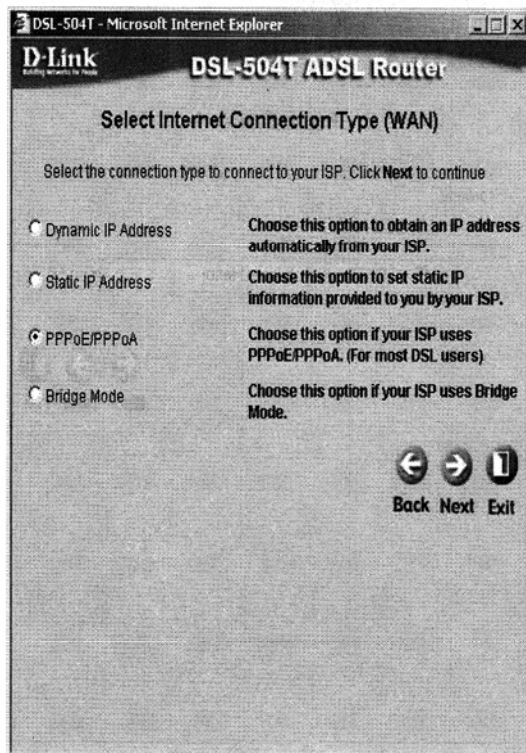 DSL-504T - Microsoft Internet Explorer
D-Link
Building Networks for People
DSL-504T ADSL Router
Select Internet Connection Type (WAN)
Select the connection type to connect to your ISP. Click Next to continue
Dynamic IP Address
Choose this option to obtain an IP address
automatically from your ISP.
Static IP Address
Choose this option to set static IP
information provided to you by your ISP.
PPPoE/PPPoA
Choose this option if your ISP uses
PPPoE/PPPoA. (For most DSL users)
Bridge Mode
Choose this option if your ISP uses Bridge
Mode.
Back Next Exit